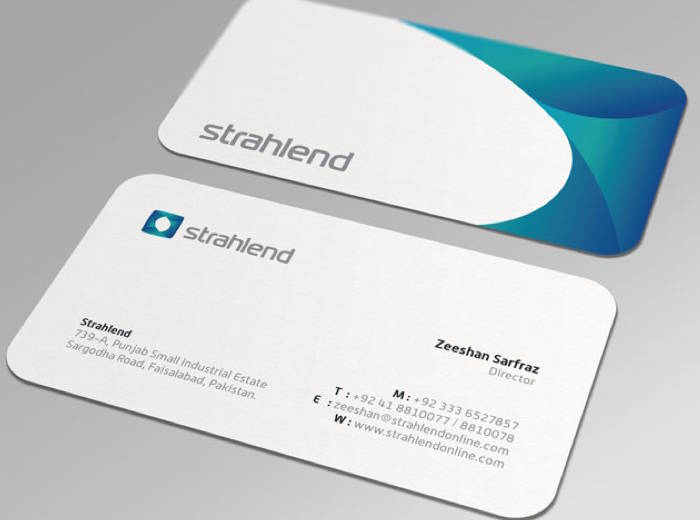 strahlend
strahlend
Strahlend
739-A, Punjab Small Industrial Estate
Sargodha Road, Faisalabad, Pakistan.
Zeeshan Sarfraz
Director
M: +92 333 6527857
T : +92 41 8810077 / 8810078
E : zeeshan@strahlendonline.com
W: www.strahlendonline.com